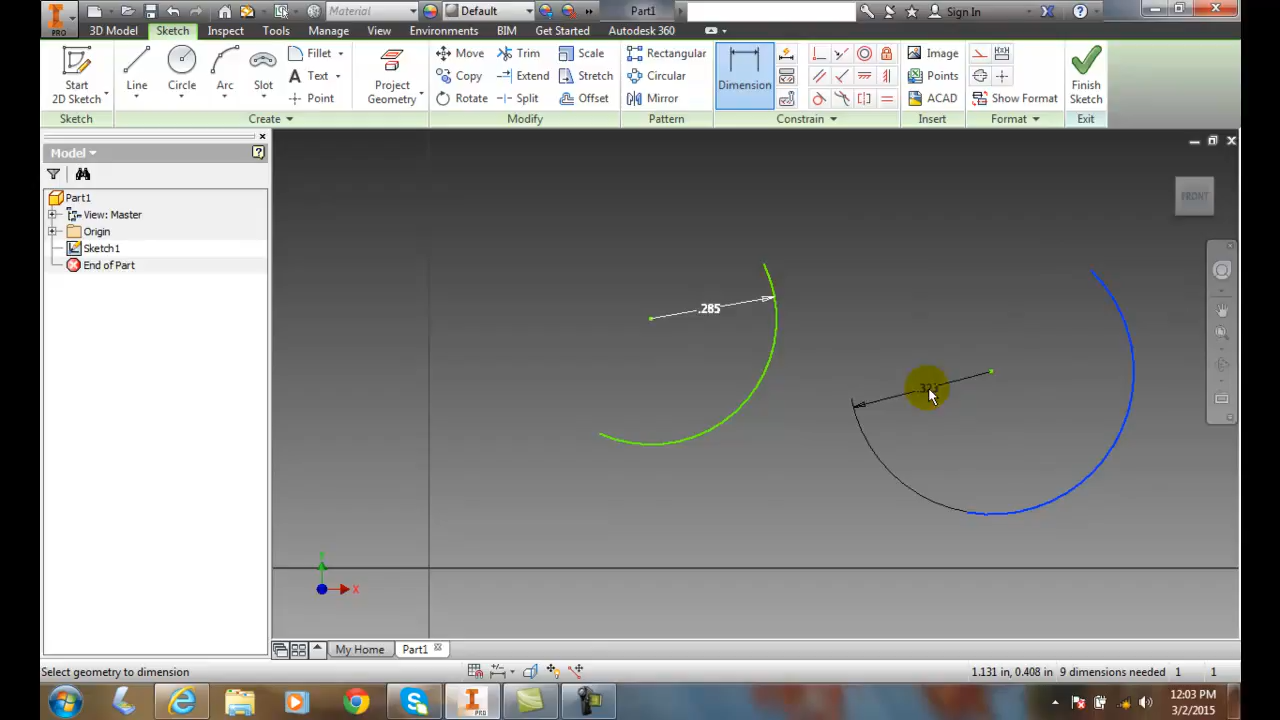 Material
Default
Part1
Sign In
PRO
3D Model
Sketch
Inspect
Tools
Manage
View
Environments
BIM
Get Started
Autodesk 360
Start
2D Sketch
Line
Circle
Arc
Slot
Fillet
Text
Point
Project
Geometry
Move
Copy
Rotate
Trim
Extend
Split
Scale
Stretch
Offset
Rectangular
Circular
Mirror
Dimension
Image
Points
ACAD
Show Format
Finish
Sketch
Sketch
Create
Modify
Pattern
Constrain
Insert
Format
Exit
Model
Part1
View: Master
Origin
Sketch1
End of Part
FRONT
.285
X
My Home
Part1
Select geometry to dimension
1.131 in, 0.408 in
9 dimensions needed
1
1
12:03 PM
3/2/2015